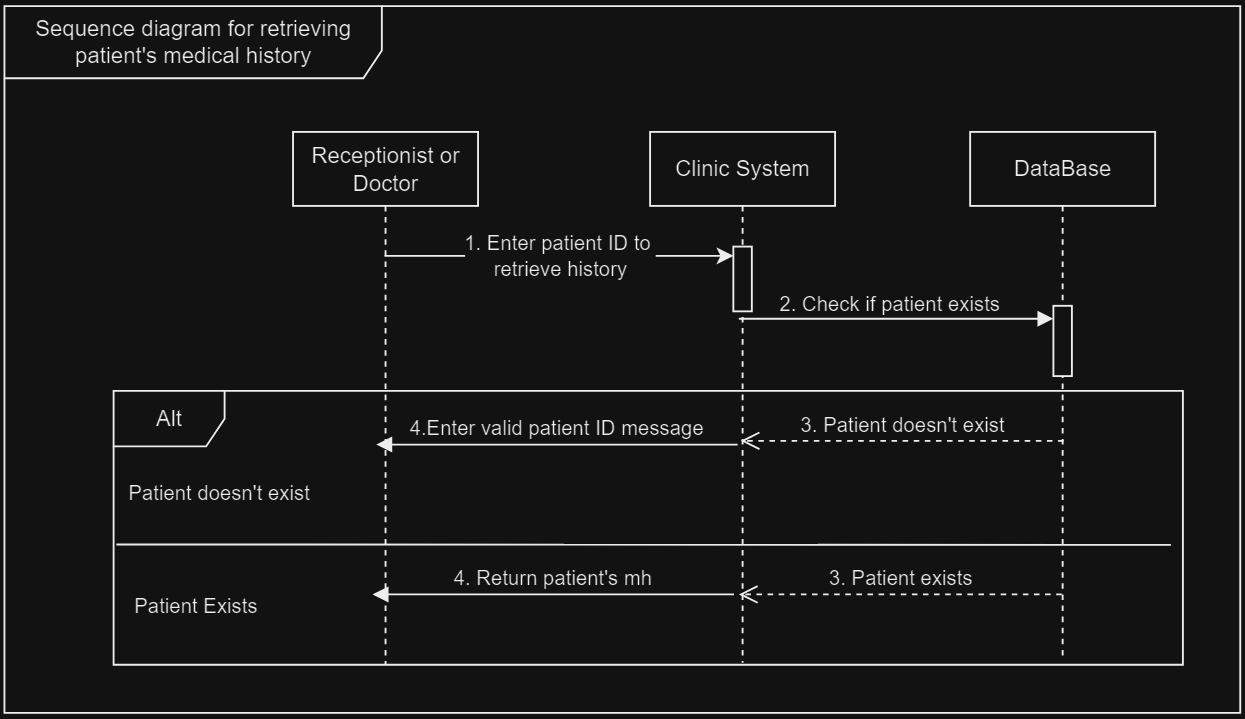 Sequence diagram for retrieving
patient's medical history
Receptionist or
Doctor
Clinic System
DataBase
1. Enter patient ID to
retrieve history
2. Check if patient exists
Alt
4.Enter valid patient ID message
3. Patient doesn't exist
Patient doesn't exist
4. Return patient's mh
3. Patient exists
Patient Exists